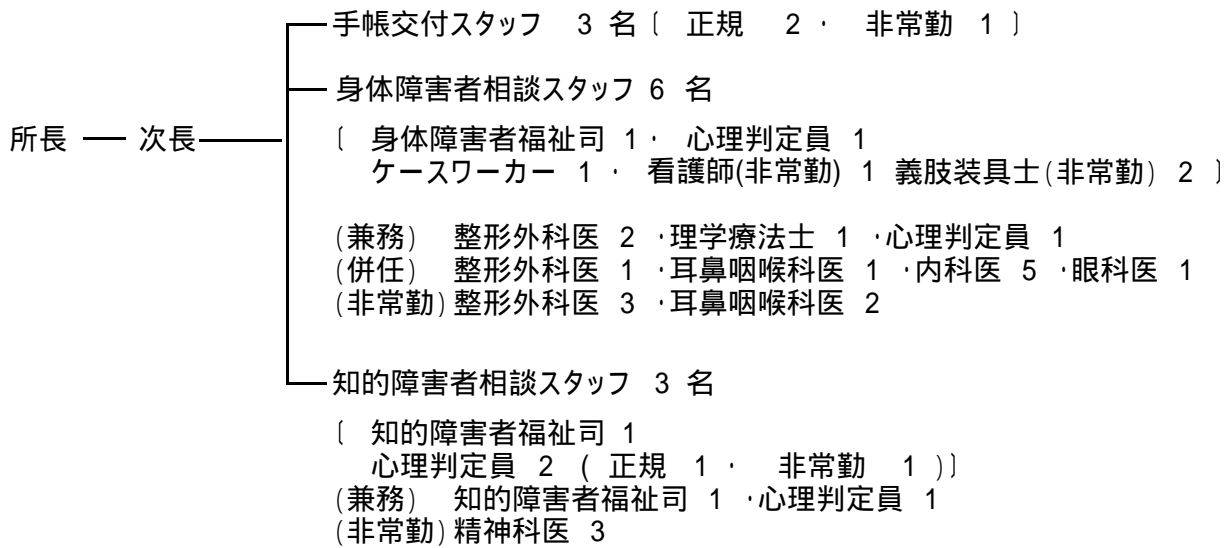 手帳交付スタッフ 3 名〔 正規 2 ・ 非常勤 1 〕
身体障害者相談スタッフ 6 名
所長 次長
〔 身体障害者福祉司 1 ・ 心理判定員 1
ケースワーカー 1 ・ 看護師(非常勤) 1 義肢装具士(非常勤) 2 〕
(兼務) 整形外科医 2 ・理学療法士 1 ・心理判定員 1
(併任) 整形外科医 1 ・耳鼻咽喉科医 1 ・内科医 5 ・眼科医 1
(非常勤)整形外科医 3 ・耳鼻咽喉科医 2
知的障害者相談スタッフ 3 名
〔 知的障害者福祉司 1
心理判定員 2 ( 正規 1 ・ 非常勤 1 )〕
(兼務) 知的障害者福祉司 1 ・心理判定員 1
(非常勤)精神科医 3